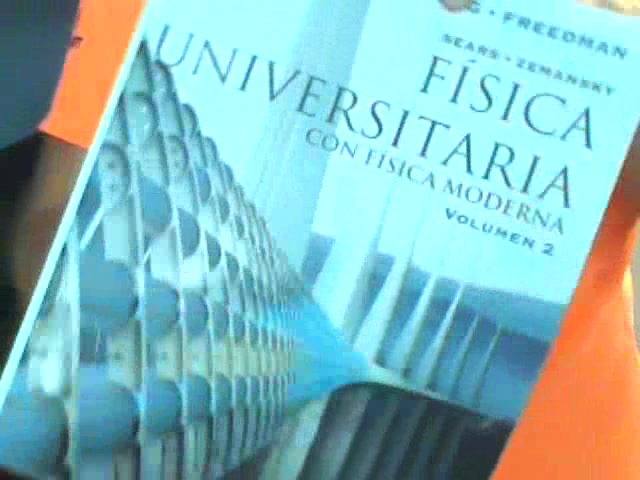 FREEDMAN
SEARS • ZEMANSKY
FÍSICA
UNIVERSITARIA
CON FÍSICA MODERNA
VOLUMEN 2